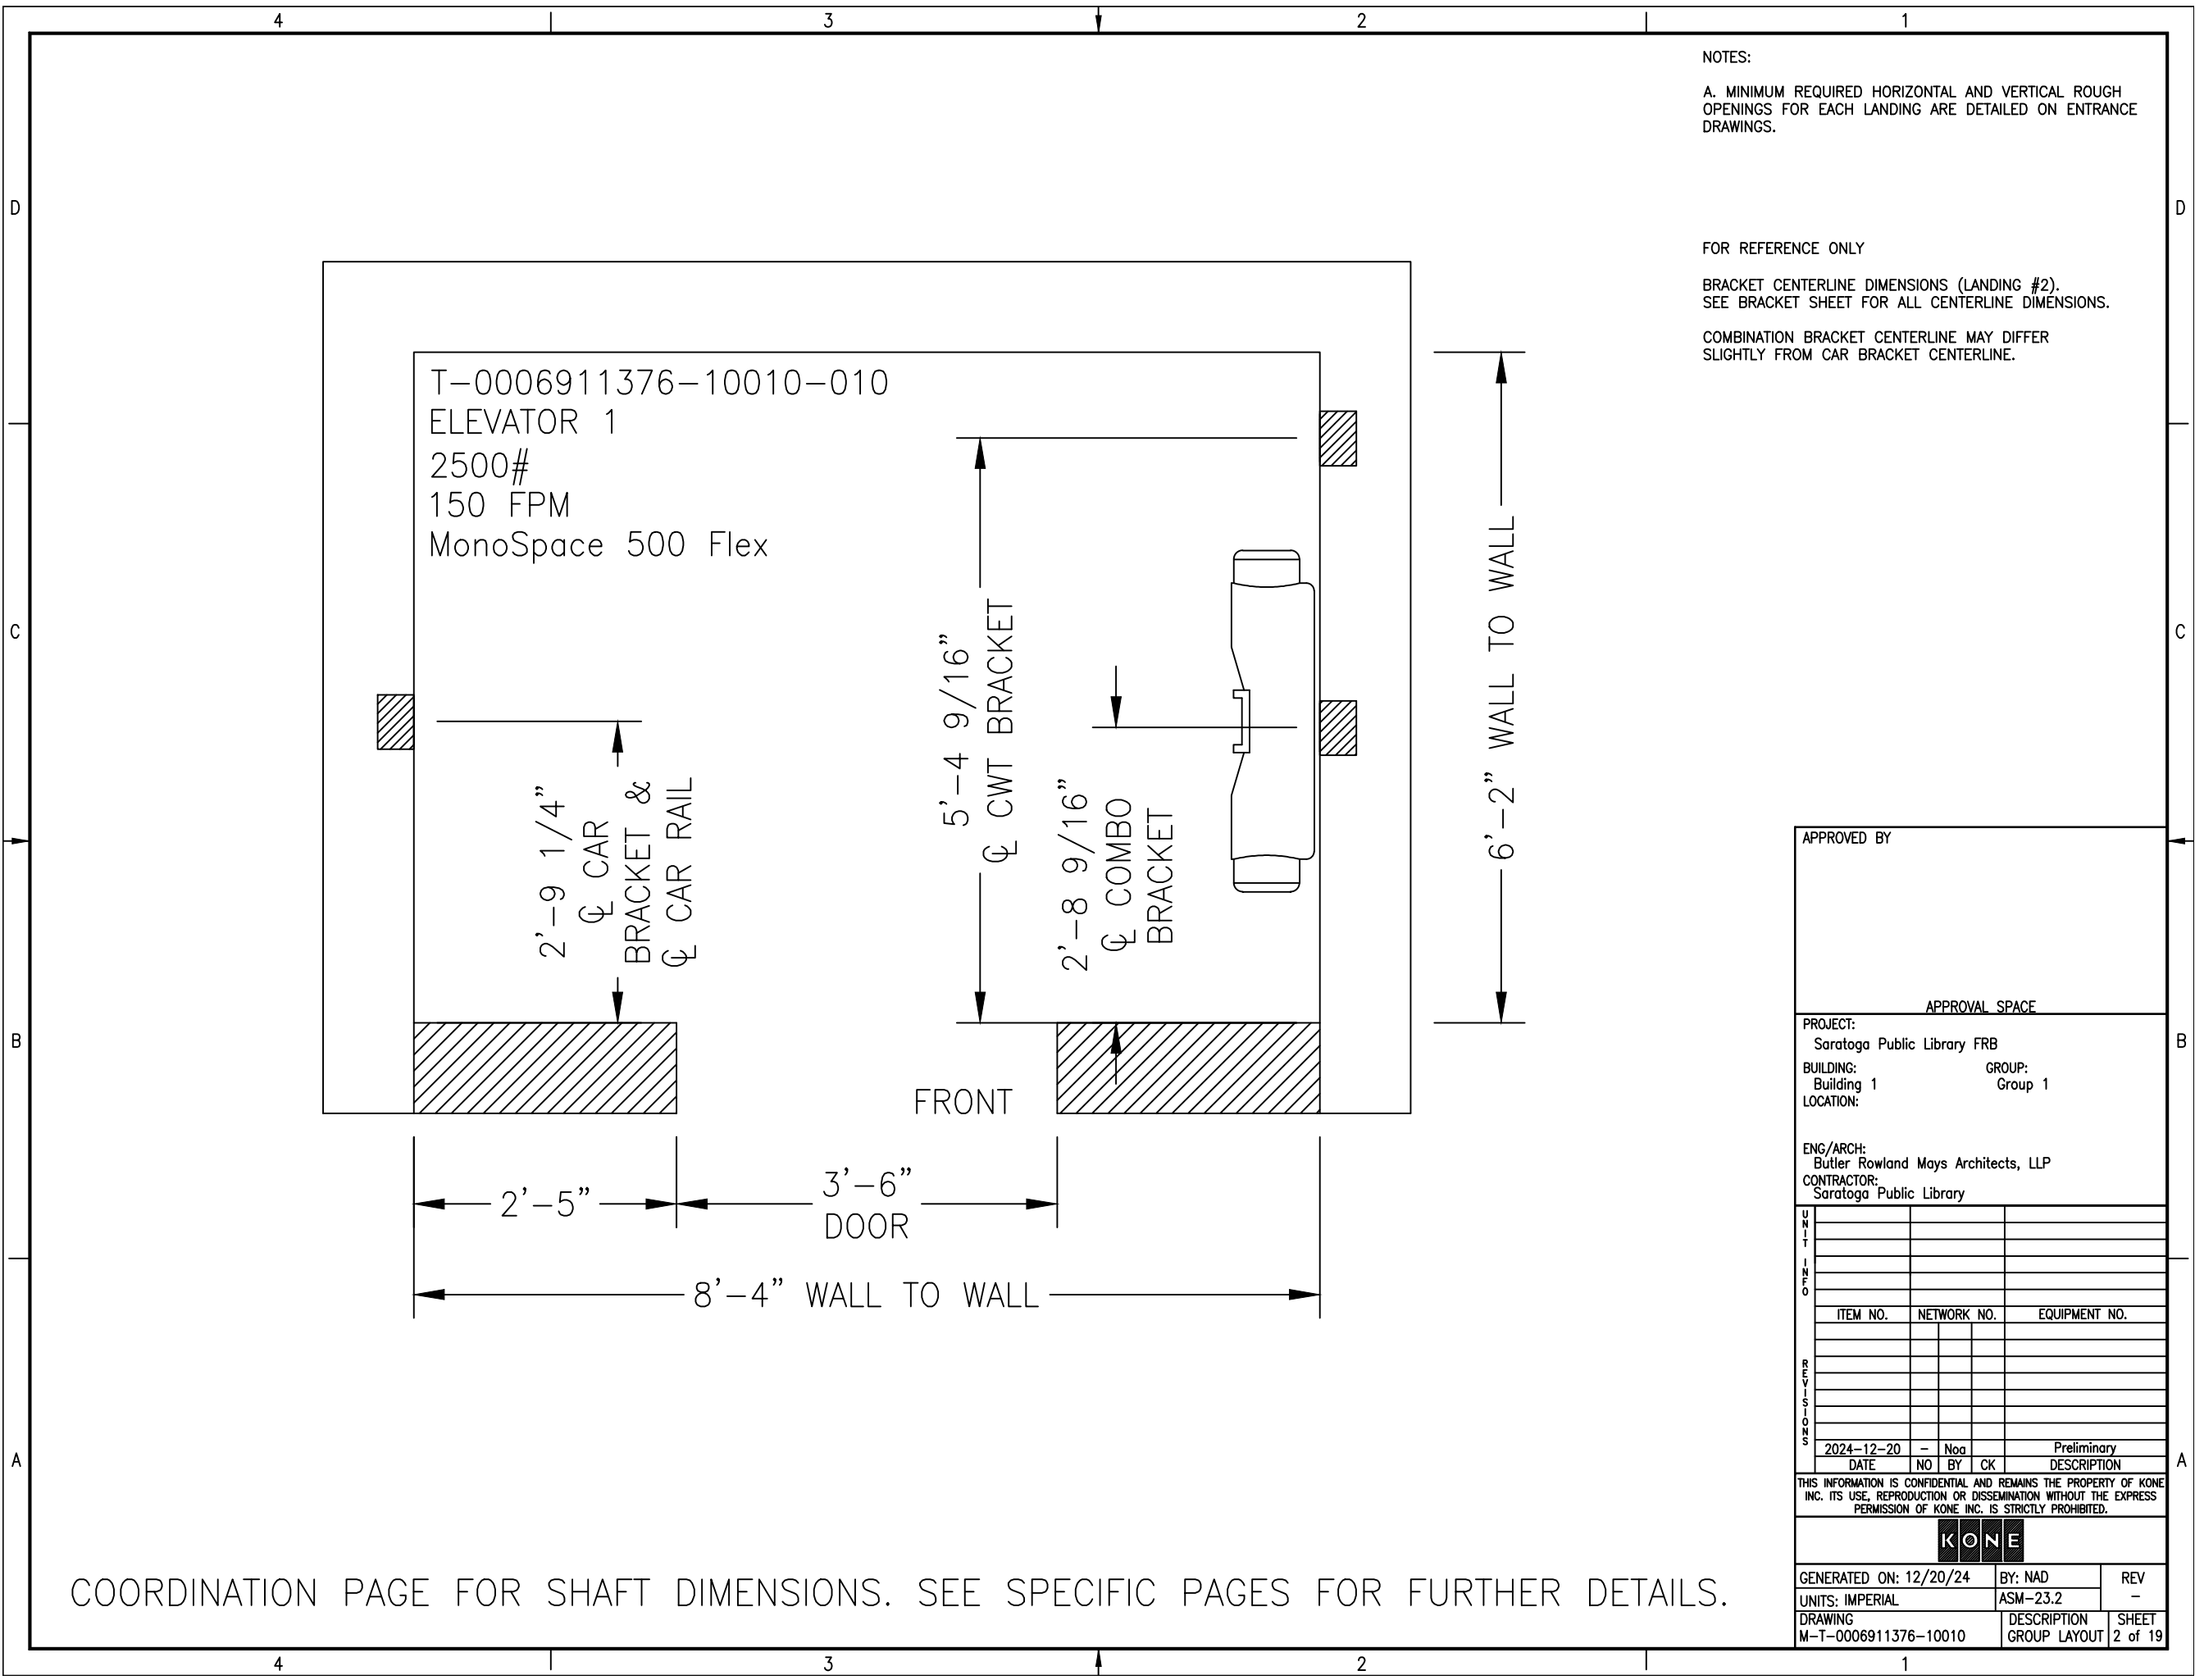 4 3 2 1
NOTES:
A. MINIMUM REQUIRED HORIZONTAL AND VERTICAL ROUGH
OPENINGS FOR EACH LANDING ARE DETAILED ON ENTRANCE
DRAWINGS.
D D
FOR REFERENCE ONLY
BRACKET CENTERLINE DIMENSIONS (LANDING #2).
SEE BRACKET SHEET FOR ALL CENTERLINE DIMENSIONS.
COMBINATION BRACKET CENTERLINE MAY DIFFER
SLIGHTLY FROM CAR BRACKET CENTERLINE.
T-0006911376-10010-010
ELEVATOR 1
2500#
150 FPM
MonoSpace 500 Flex
C C
2'-9 1/4"
℄ CAR
BRACKET &
℄ CAR RAIL
5'-4 9/16"
℄ CWT BRACKET
2'-8 9/16"
℄ COMBO
BRACKET
6'-2" WALL TO WALL
B B
FRONT
2'-5"
3'-6"
DOOR
8'-4" WALL TO WALL
APPROVED BY
APPROVAL SPACE
PROJECT:
Saratoga Public Library FRB
BUILDING: GROUP:
Building 1 Group 1
LOCATION:
ENG/ARCH:
Butler Rowland Mays Architects, LLP
CONTRACTOR:
Saratoga Public Library
UNIT INFO
ITEM NO. NETWORK NO. EQUIPMENT NO.
REVISIONS
2024-12-20 - Noa Preliminary
DATE NO BY CK DESCRIPTION
A A
THIS INFORMATION IS CONFIDENTIAL AND REMAINS THE PROPERTY OF KONE
INC. ITS USE, REPRODUCTION OR DISSEMINATION WITHOUT THE EXPRESS
PERMISSION OF KONE INC. IS STRICTLY PROHIBITED.
KONE
GENERATED ON: 12/20/24 BY: NAD REV
UNITS: IMPERIAL ASM-23.2 -
DRAWING DESCRIPTION SHEET
M-T-0006911376-10010 GROUP LAYOUT 2 of 19
COORDINATION PAGE FOR SHAFT DIMENSIONS. SEE SPECIFIC PAGES FOR FURTHER DETAILS.
4 3 2 1